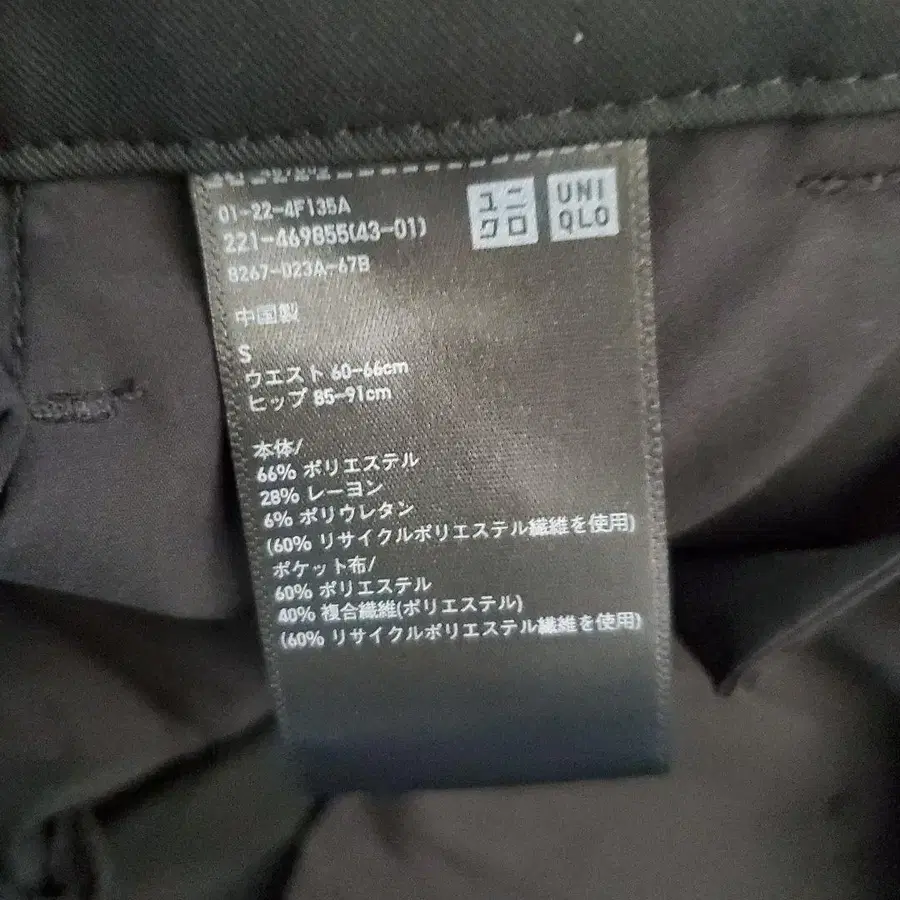 ユニ
クロ
UNI
QLO
01-22-4F135A
221-469855(43-01)
8267-023A-67B
中国製
S
ウエスト 60-66cm
ヒップ 85-91cm
本体/
66% ポリエステル
28% レーヨン
6% ポリウレタン
(60% リサイクルポリエステル繊維を使用)
ポケット布/
60% ポリエステル
40% 複合繊維(ポリエステル)
(60% リサイクルポリエステル繊維を使用)